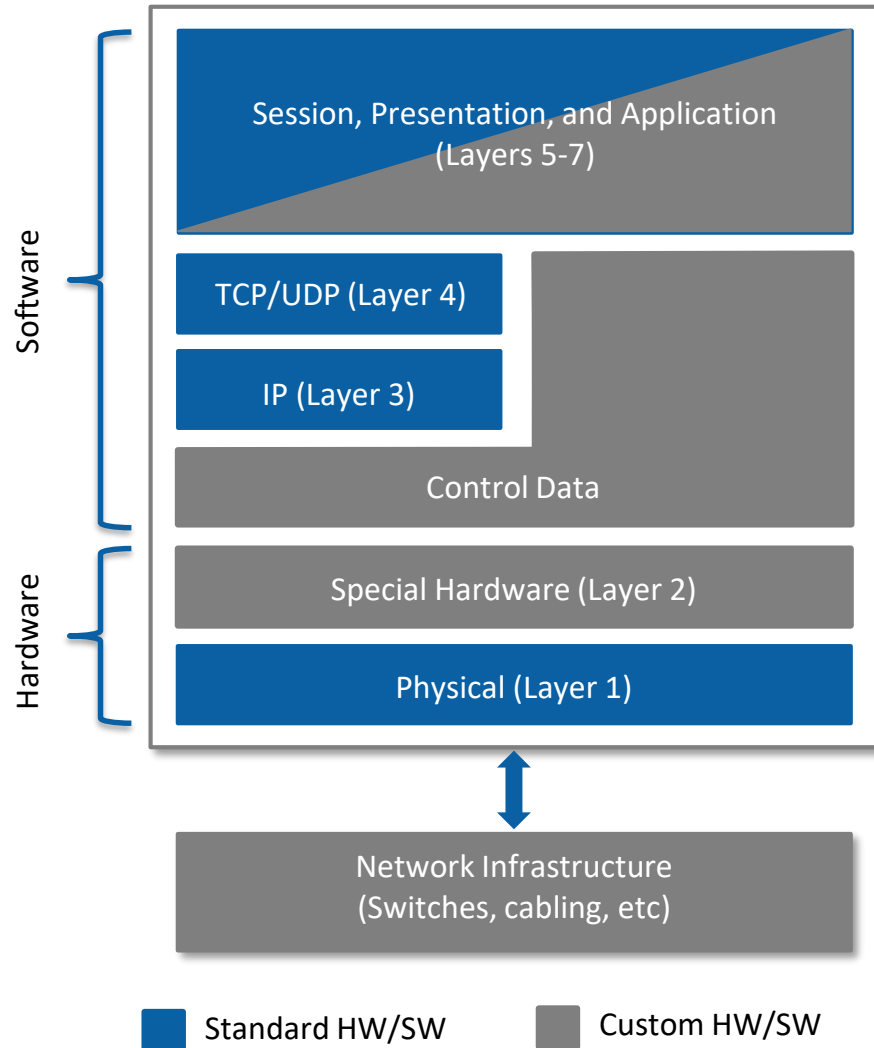 Software
Session, Presentation, and Application
(Layers 5-7)
TCP/UDP (Layer 4)
IP (Layer 3)
Control Data
Hardware
Special Hardware (Layer 2)
Physical (Layer 1)
Network Infrastructure
(Switches, cabling, etc)
Standard HW/SW
Custom HW/SW